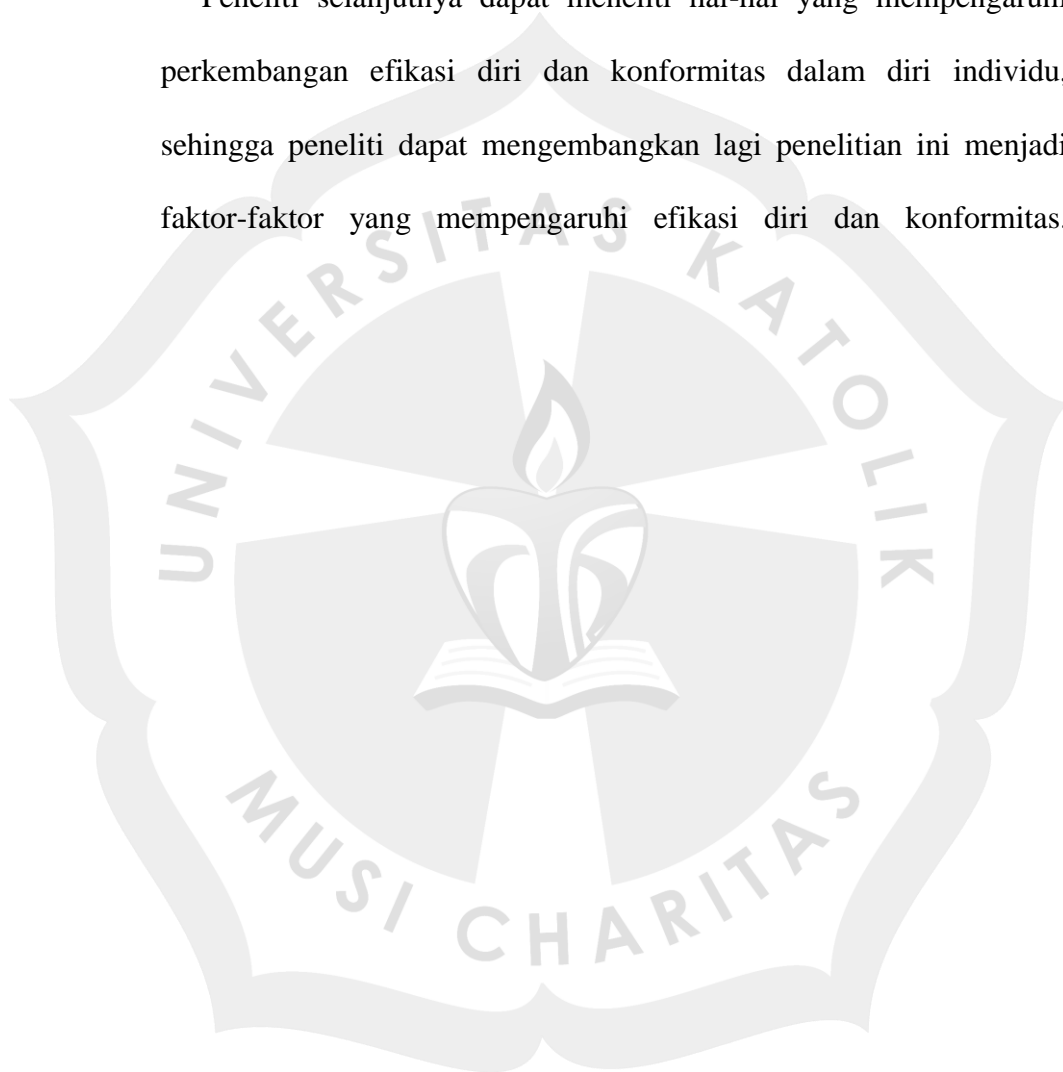 Peneliti selanjutnya dapat meneliti hal-hal yang mempengaruhi
perkembangan efikasi diri dan konformitas dalam diri individu,
sehingga peneliti dapat mengembangkan lagi penelitian ini menjadi
faktor-faktor yang mempengaruhi efikasi diri dan konformitas.
UNIVERSITAS KATOLIK
MUSI CHARITAS